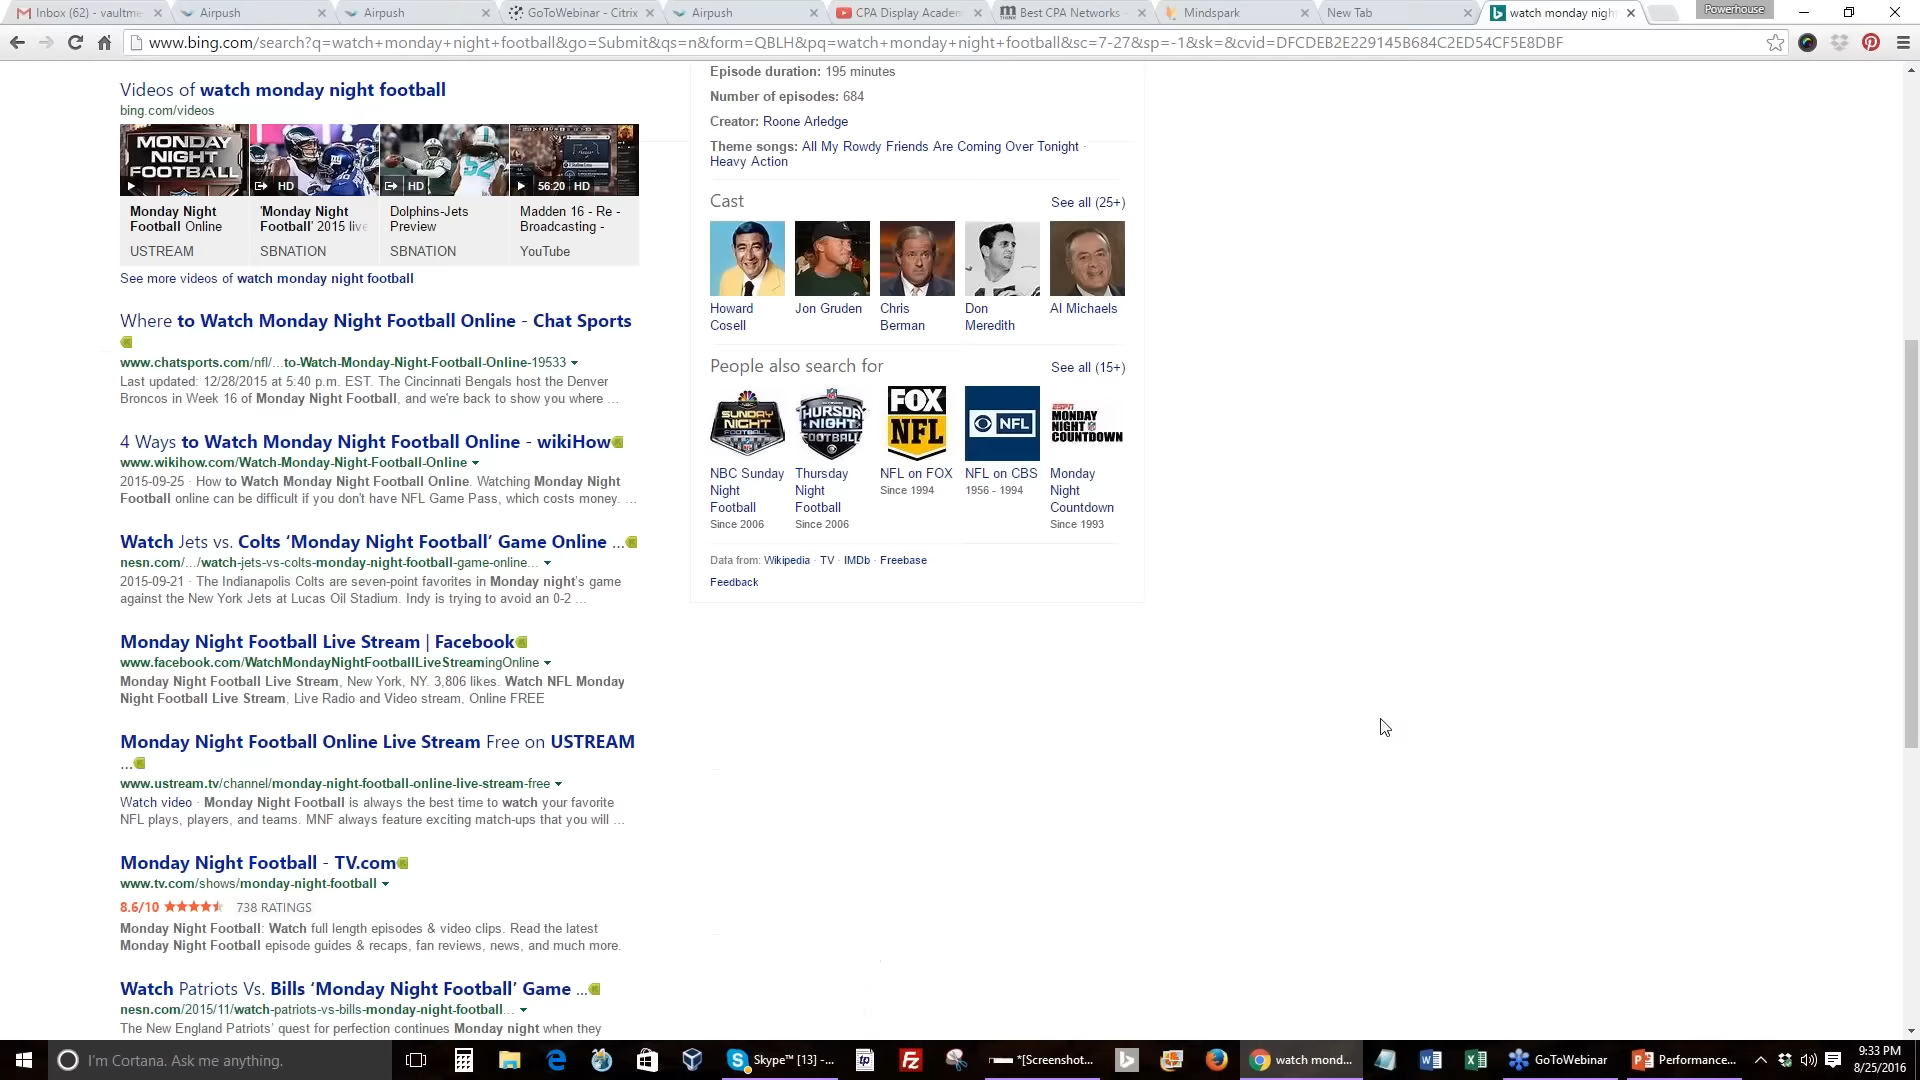 Inbox (62) - vaultme
Airpush
Airpush
GoToWebinar - Citrix
Airpush
CPA Display Academ
Best CPA Networks -
Mindspark
New Tab
watch monday nigh
Powerhouse
www.bing.com/search?q=watch+monday+night+football&go=Submit&qs=n&form=QBLH&pq=watch+monday+night+football&sc=7-27&sp=-1&sk=&cvid=DFCDEB2E229145B684C2ED54CF5E8DBF
Videos of watch monday night football
bing.com/videos
MONDAY
NIGHT
FOOTBALL
HD
HD
56:20 HD
Monday Night
Football Online
USTREAM
'Monday Night
Football' 2015 live
SBNATION
Dolphins-Jets
Preview
SBNATION
Madden 16 - Re -
Broadcasting -
YouTube
See more videos of watch monday night football
Where to Watch Monday Night Football Online - Chat Sports
www.chatsports.com/nfl/...to-Watch-Monday-Night-Football-Online-19533
Last updated: 12/28/2015 at 5:40 p.m. EST. The Cincinnati Bengals host the Denver
Broncos in Week 16 of Monday Night Football, and we're back to show you where ...
4 Ways to Watch Monday Night Football Online - wikiHow
www.wikihow.com/Watch-Monday-Night-Football-Online
2015-09-25 · How to Watch Monday Night Football Online. Watching Monday Night
Football online can be difficult if you don't have NFL Game Pass, which costs money. ...
Watch Jets vs. Colts ‘Monday Night Football’ Game Online ...
nesn.com/.../watch-jets-vs-colts-monday-night-football-game-online...
2015-09-21 · The Indianapolis Colts are seven-point favorites in Monday night's game
against the New York Jets at Lucas Oil Stadium. Indy is trying to avoid an 0-2 ...
Monday Night Football Live Stream | Facebook
www.facebook.com/WatchMondayNightFootballLiveStreamingOnline
Monday Night Football Live Stream, New York, NY. 3,806 likes. Watch NFL Monday
Night Football Live Stream, Live Radio and Video stream, Online FREE
Monday Night Football Online Live Stream Free on USTREAM
...
www.ustream.tv/channel/monday-night-football-online-live-stream-free
Watch video · Monday Night Football is always the best time to watch your favorite
NFL plays, players, and teams. MNF always feature exciting match-ups that you will ...
Monday Night Football - TV.com
www.tv.com/shows/monday-night-football
8.6/10 738 RATINGS
Monday Night Football: Watch full length episodes & video clips. Read the latest
Monday Night Football episode guides & recaps, fan reviews, news, and much more.
Watch Patriots Vs. Bills ‘Monday Night Football’ Game ...
nesn.com/2015/11/watch-patriots-vs-bills-monday-night-football...
The New England Patriots' quest for perfection continues Monday night when they
Episode duration: 195 minutes
Number of episodes: 684
Creator: Roone Arledge
Theme songs: All My Rowdy Friends Are Coming Over Tonight ·
Heavy Action
Cast
See all (25+)
Howard
Cosell
Jon Gruden
Chris
Berman
Don
Meredith
Al Michaels
People also search for
See all (15+)
SUNDAY
NIGHT
FOOTBALL
THURSDAY
NIGHT
FOOTBALL
FOX
NFL
NFL
ESPN
MONDAY
NIGHT
COUNTDOWN
NBC Sunday
Night
Football
Since 2006
Thursday
Night
Football
Since 2006
NFL on FOX
Since 1994
NFL on CBS
1956 - 1994
Monday
Night
Countdown
Since 1993
Data from: Wikipedia · TV · IMDb · Freebase
Feedback
I'm Cortana. Ask me anything.
Skype™ [13] -...
*[Screenshot...
watch mond...
GoToWebinar
Performance...
9:33 PM
8/25/2016